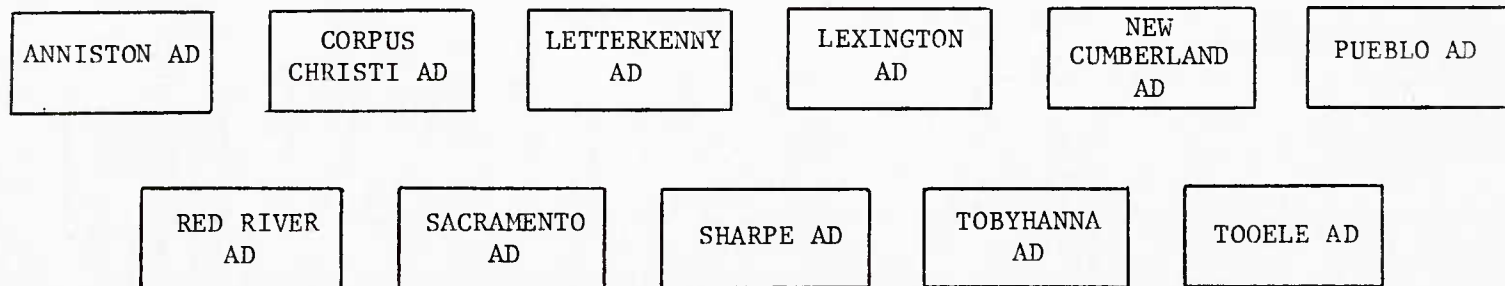 ANNISTON AD
CORPUS
CHRISTI AD
LETTERKENNY
AD
LEXINGTON
AD
NEW
CUMBERLAND
AD
PUEBLO AD
RED RIVER
AD
SACRAMENTO
AD
SHARPE AD
TOBYHANNA
AD
TOOELE AD